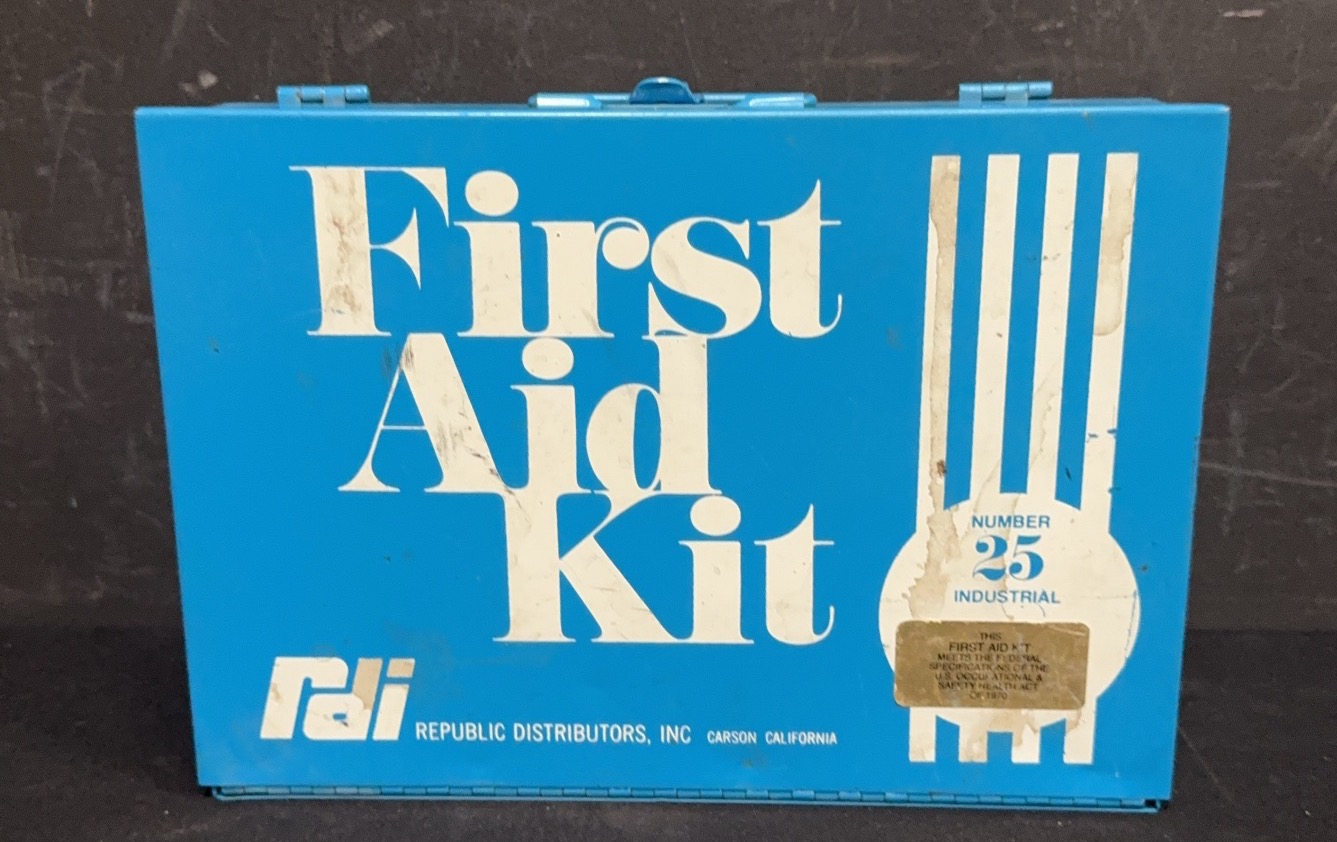 First
Aid
Kit
NUMBER
25
INDUSTRIAL
THIS
FIRST AID KIT
MEETS THE FEDERAL
SPECIFICATIONS OF THE
U.S. OCCUPATIONAL &
SAFETY HEALTH ACT
OF 1970
rdi
REPUBLIC DISTRIBUTORS, INC CARSON CALIFORNIA